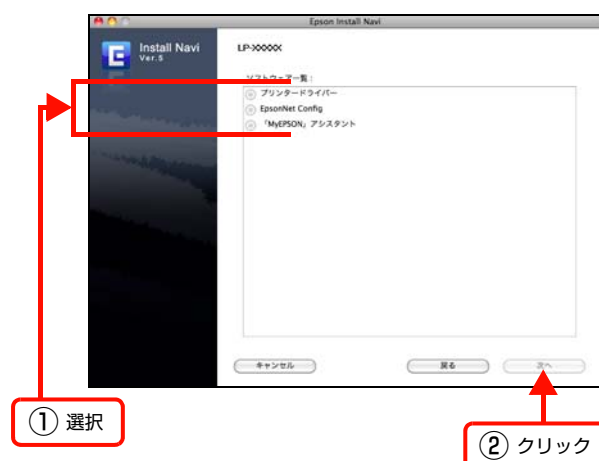 Epson Install Navi
E Install Navi
Ver.5
LP-XXXXX
ソフトウェア一覧：
プリンタードライバー
EpsonNet Config
「MyEPSON」アシスタント
キャンセル
戻る
次へ
① 選択
② クリック